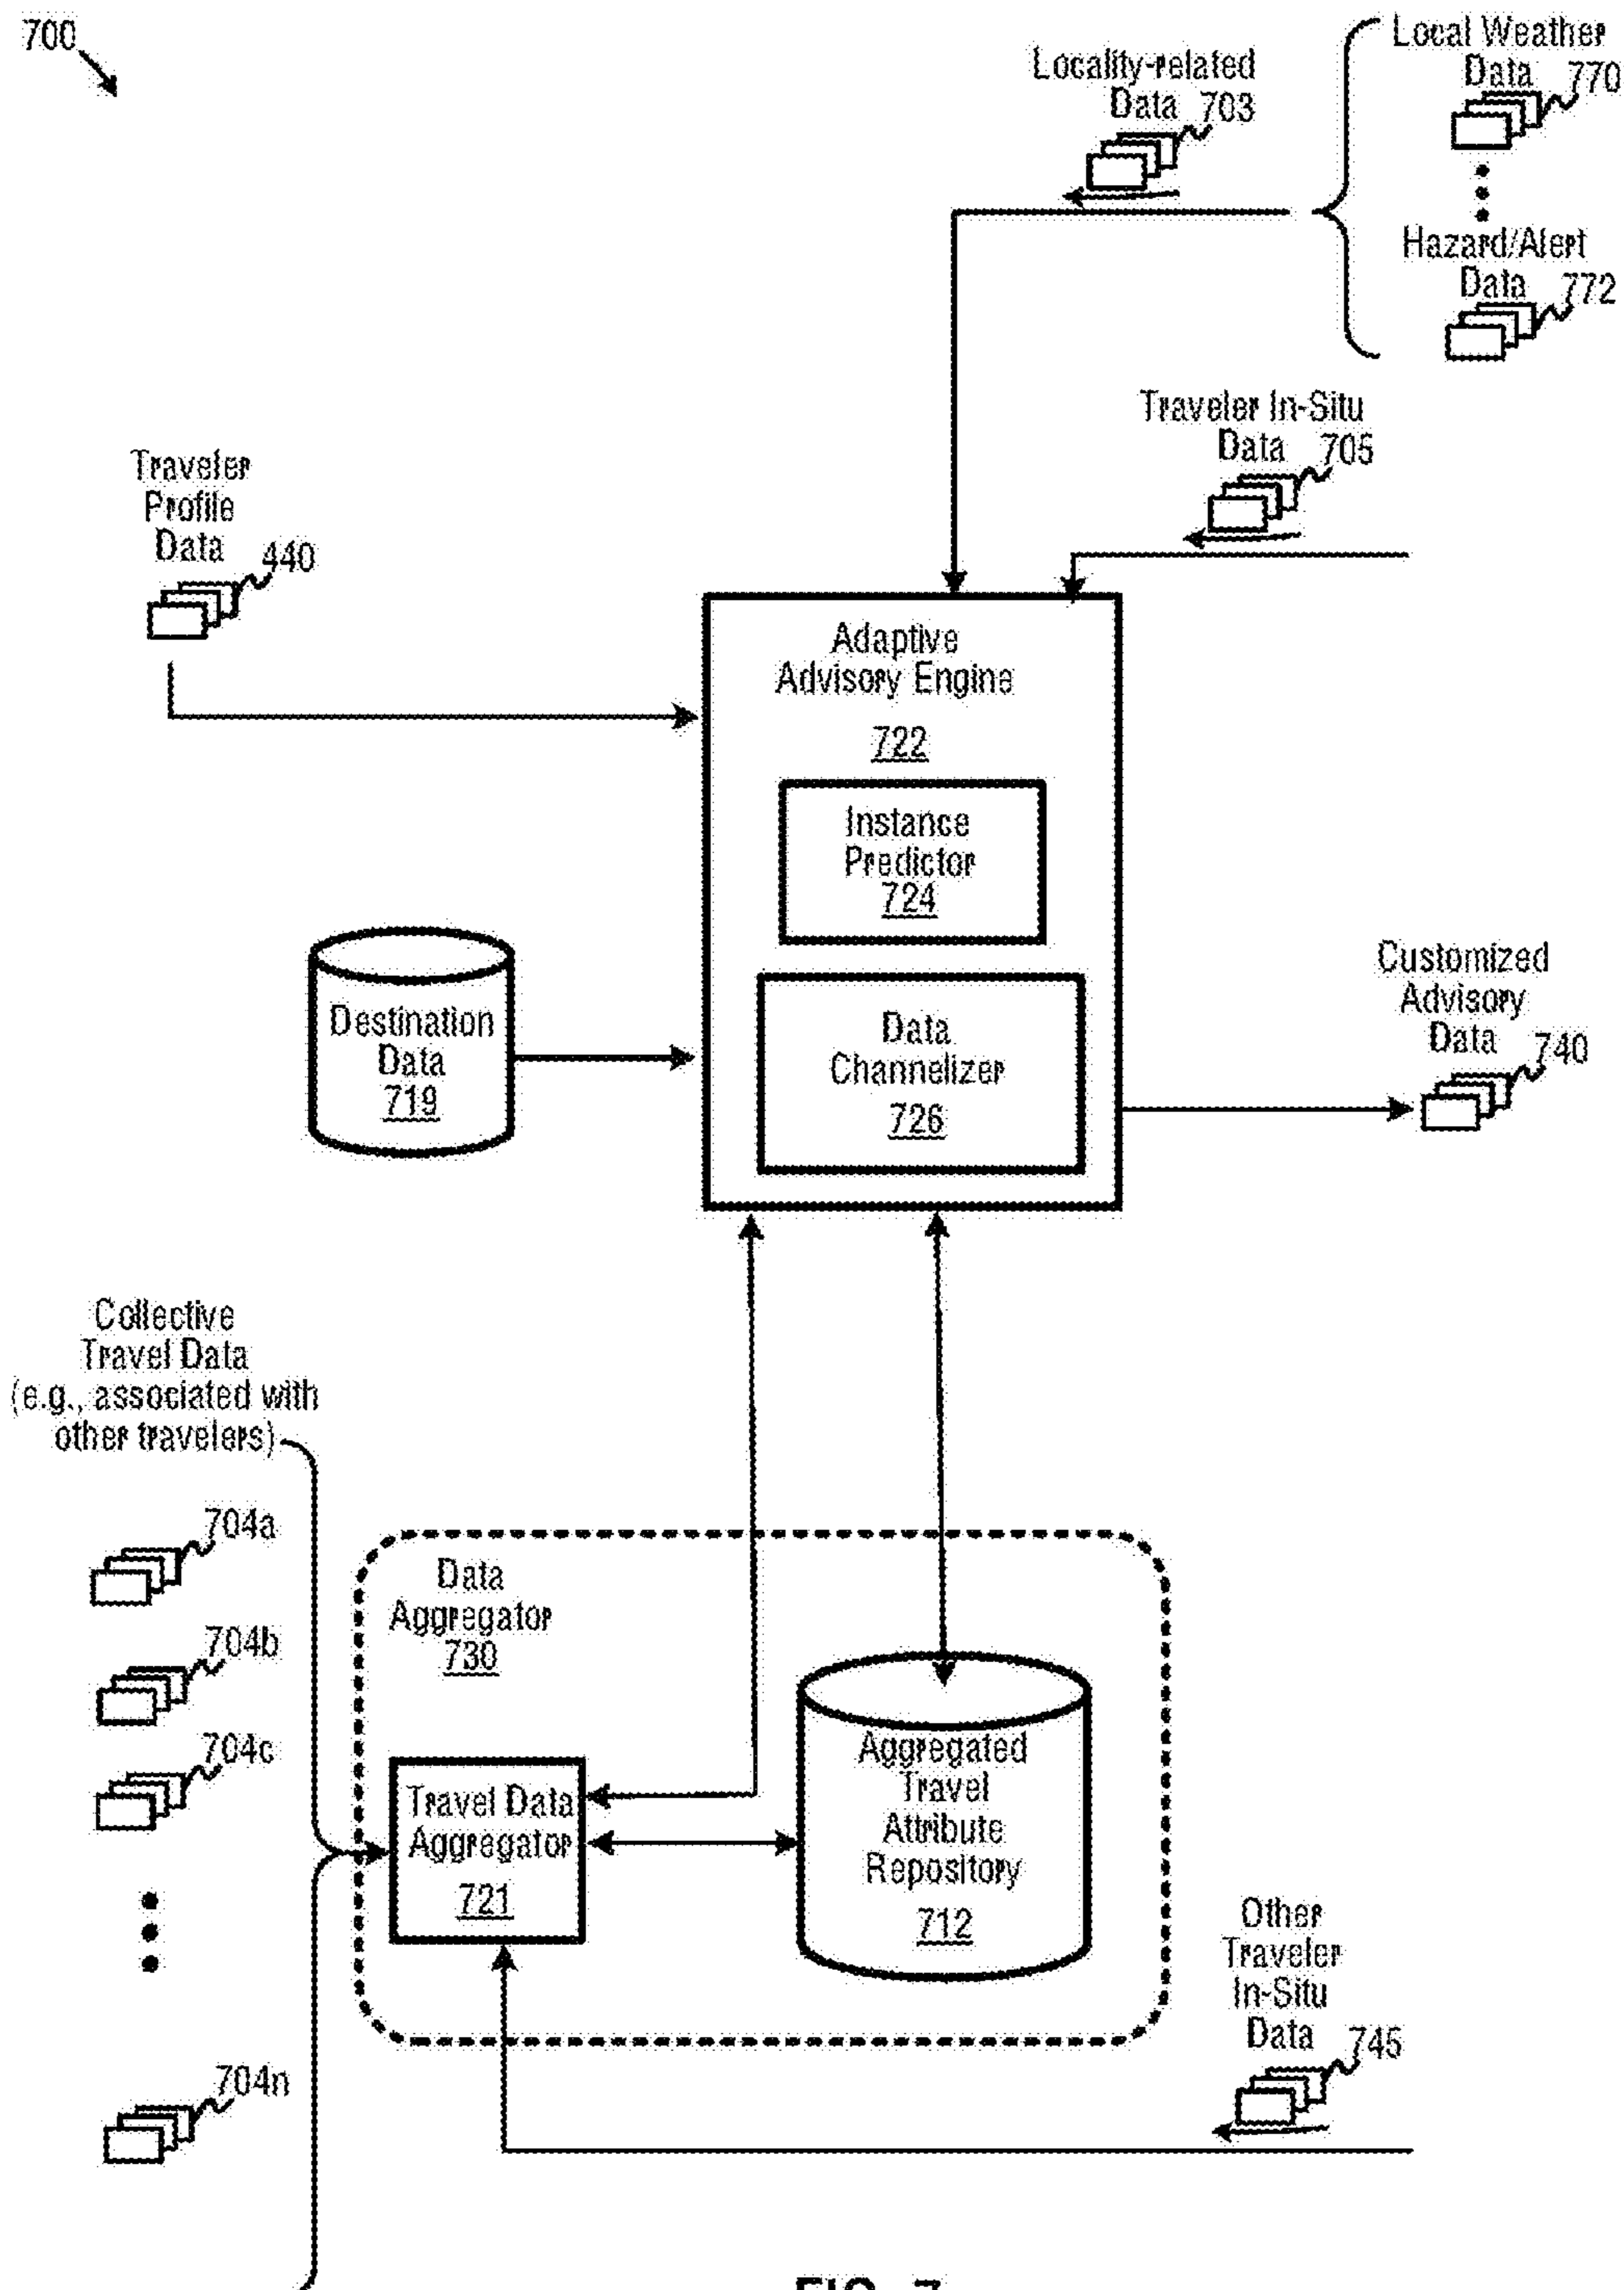 700
Locality-related
Data 703
Local Weather
Data 770
Hazard/Alert
Data 772
Traveler In-Situ
Data 705
Traveler
Profile
Data 440
Adaptive
Advisory Engine
722
Instance
Predictor
724
Destination
Data
719
Data
Channelizer
726
Customized
Advisory
Data 740
Collective
Travel Data
(e.g., associated with
other travelers)
704a
704b
704c
704n
Data
Aggregator
730
Travel Data
Aggregator
721
Aggregated
Travel
Attribute
Repository
712
Other
Traveler
In-Situ
Data 745
FIG. 7